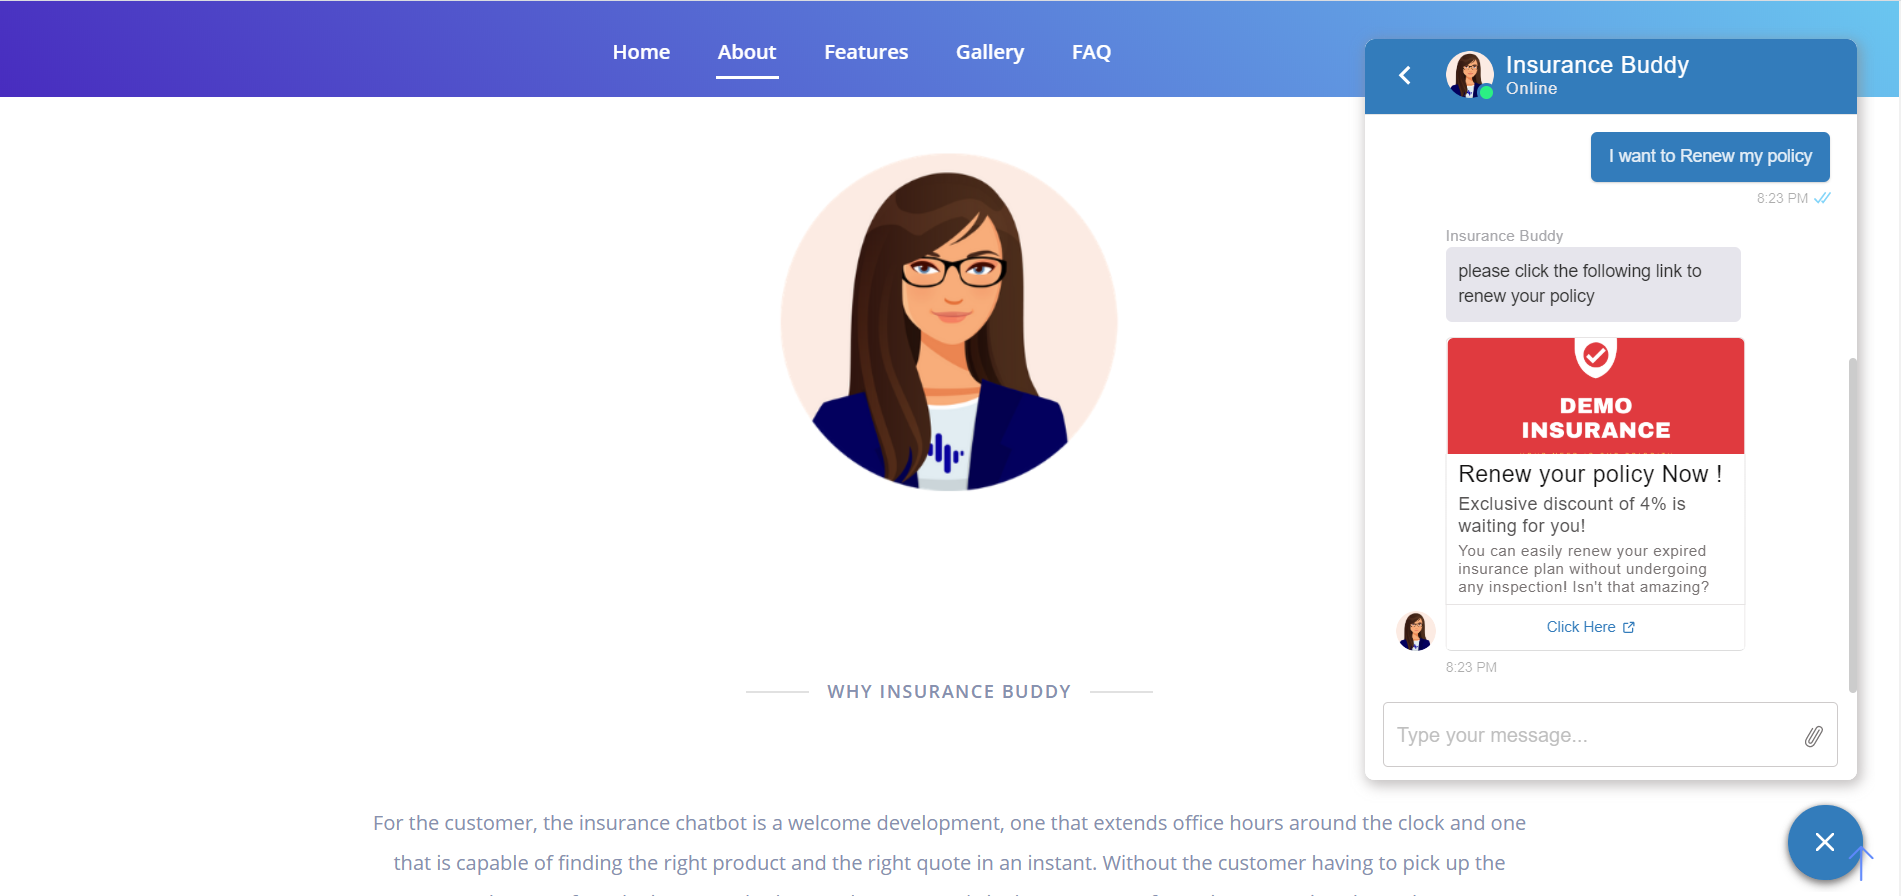 Home About Features Gallery FAQ
Insurance Buddy
Online
I want to Renew my policy
8:23 PM
Insurance Buddy
please click the following link to
renew your policy
DEMO
INSURANCE
Renew your policy Now !
Exclusive discount of 4% is
waiting for you!
You can easily renew your expired
insurance plan without undergoing
any inspection! Isn't that amazing?
Click Here
8:23 PM
Type your message...
WHY INSURANCE BUDDY
For the customer, the insurance chatbot is a welcome development, one that extends office hours around the clock and one
that is capable of finding the right product and the right quote in an instant. Without the customer having to pick up the